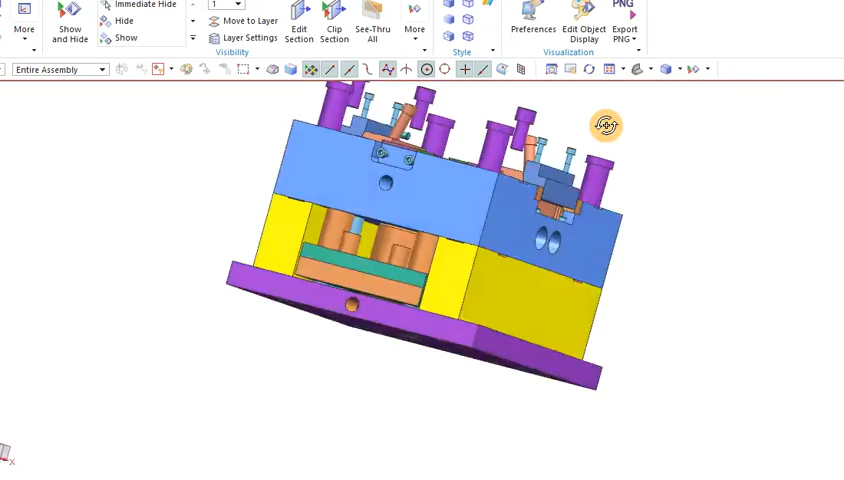 Immediate Hide
1
PNG
More
Show and Hide
Hide
Move to Layer
Edit Section
Clip Section
See-Thru All
More
Preferences
Edit Object Display
Export PNG
Show
Layer Settings
Visibility
Style
Visualization
Entire Assembly
X